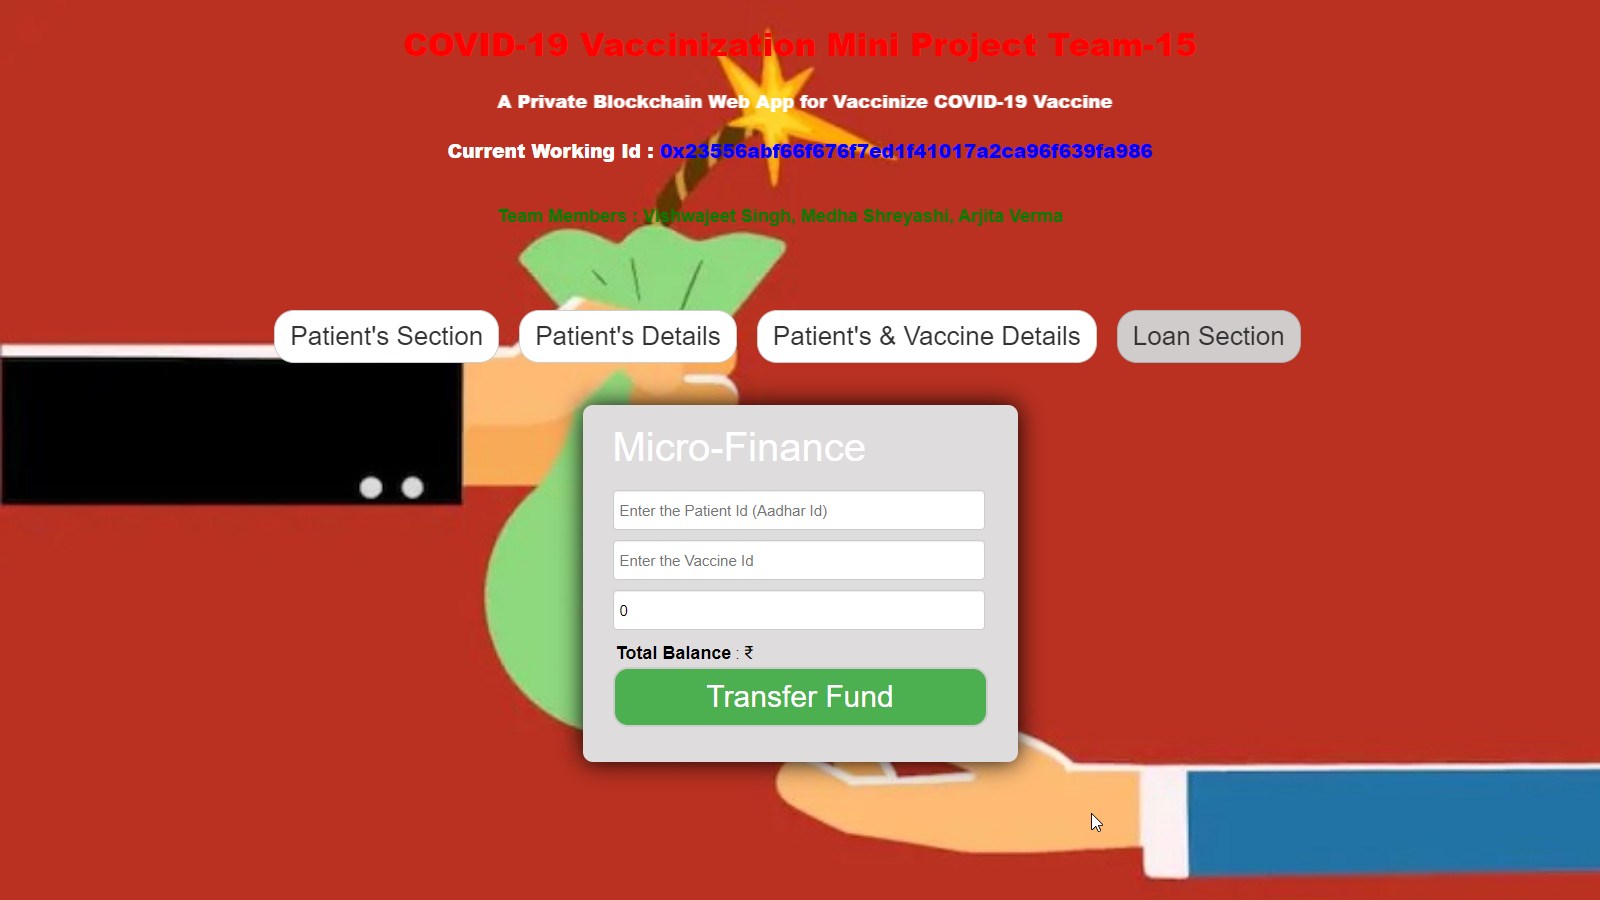 COVID-19 Vaccinization Mini Project Team-15
A Private Blockchain Web App for Vaccinize COVID-19 Vaccine
Current Working Id : 0x23556abf66f676f7ed1f41017a2ca96f639fa986
Team Members : Vishwajeet Singh, Medha Shreyashi, Arjita Verma
Patient's Section Patient's Details Patient's & Vaccine Details Loan Section
Micro-Finance
Enter the Patient Id (Aadhar Id)
Enter the Vaccine Id
0
Total Balance : ₹
Transfer Fund